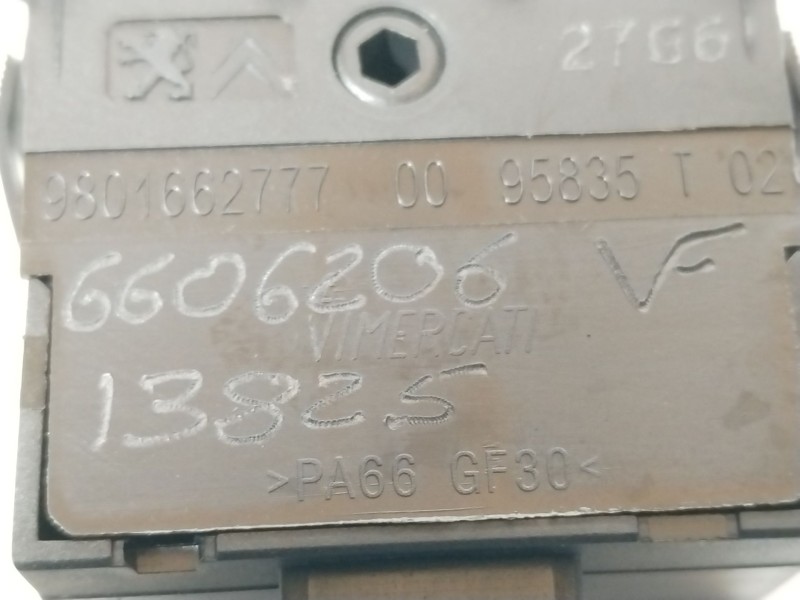 27G6
9801662777 00 95835 T 02
6606206 VF
VIMERCATI
13825
>PA66 GF30<